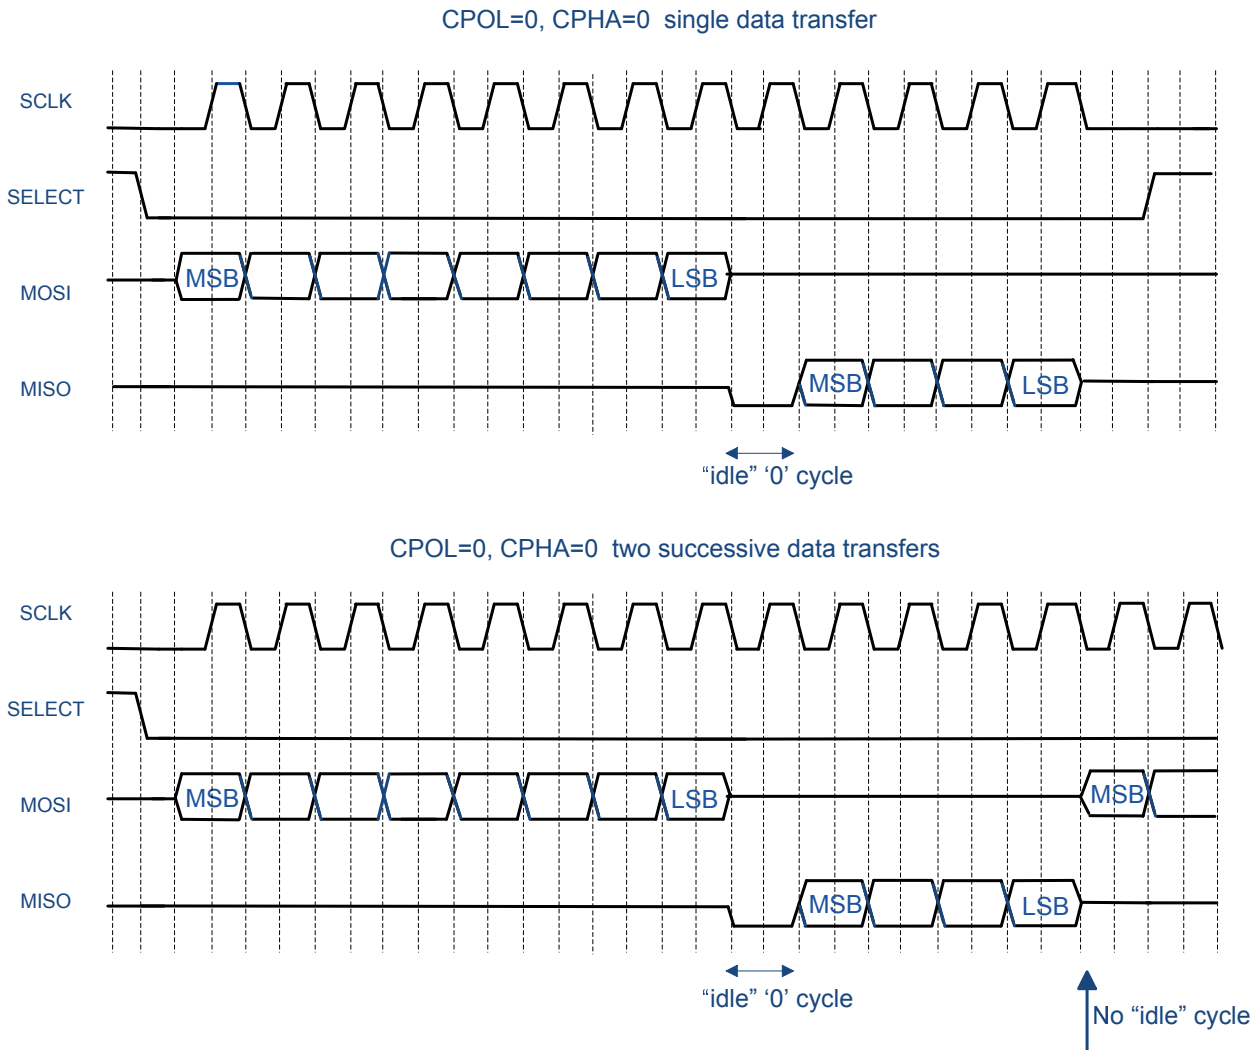 CPOL=0, CPHA=0 single data transfer
SCLK
SELECT
MOSI
MSB
LSB
MISO
MSB
LSB
“idle” ‘0’ cycle
CPOL=0, CPHA=0 two successive data transfers
SCLK
SELECT
MOSI
MSB
LSB
MSB
MISO
MSB
LSB
“idle” ‘0’ cycle
No “idle” cycle